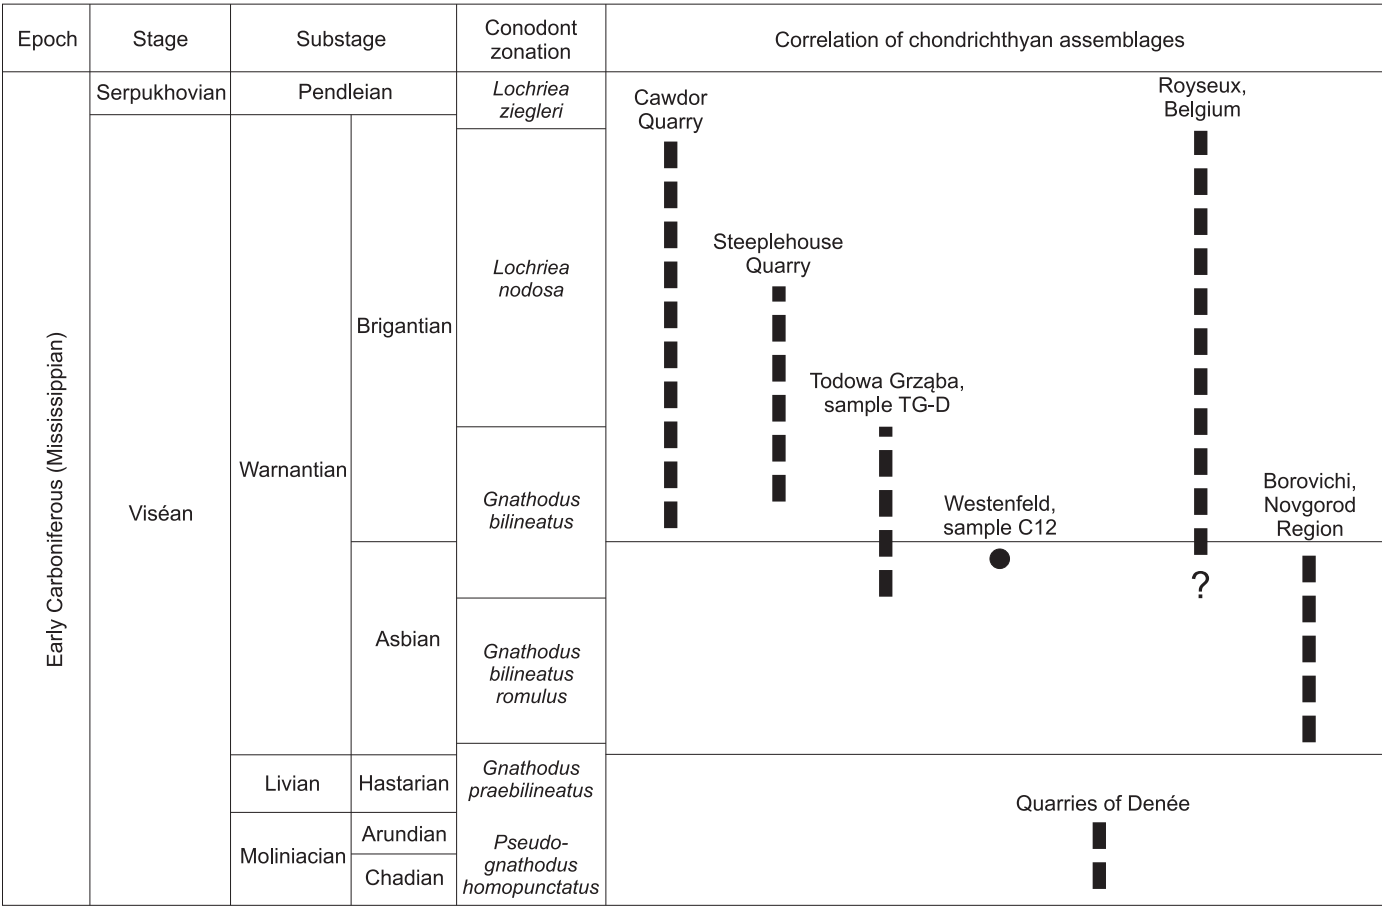 Epoch
Stage
Substage
Conodont
zonation
Correlation of chondrichthyan assemblages
Early Carboniferous (Mississippian)
Serpukhovian
Pendleian
Lochriea
ziegleri
Viséan
Warnantian
Brigantian
Lochriea
nodosa
Gnathodus
bilineatus
Asbian
Gnathodus
bilineatus
romulus
Livian
Hastarian
Gnathodus
praebilineatus
Moliniacian
Arundian
Chadian
Pseudo-
gnathodus
homopunctatus
Cawdor
Quarry
Steeplehouse
Quarry
Todowa Grząba,
sample TG-D
Westenfeld,
sample C12
Quarries of Denée
Royseux,
Belgium
?
Borovichi,
Novgorod
Region